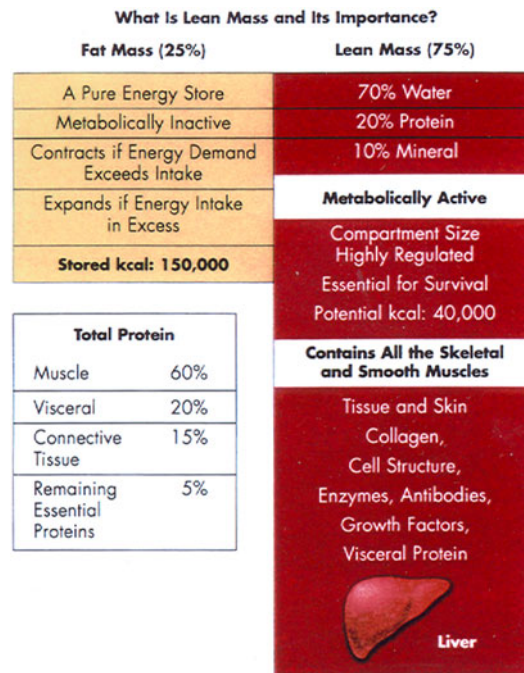 What Is Lean Mass and Its Importance?
Fat Mass (25%)
A Pure Energy Store
Metabolically Inactive
Contracts if Energy Demand
Exceeds Intake
Expands if Energy Intake
in Excess
Stored kcal: 150,000
Lean Mass (75%)
70% Water
20% Protein
10% Mineral
Metabolically Active
Compartment Size
Highly Regulated
Essential for Survival
Potential kcal: 40,000
Contains All the Skeletal
and Smooth Muscles
Tissue and Skin
Collagen,
Cell Structure,
Enzymes, Antibodies,
Growth Factors,
Visceral Protein
Liver
Total Protein
Muscle 60%
Visceral 20%
Connective 15%
Tissue
Remaining 5%
Essential
Proteins